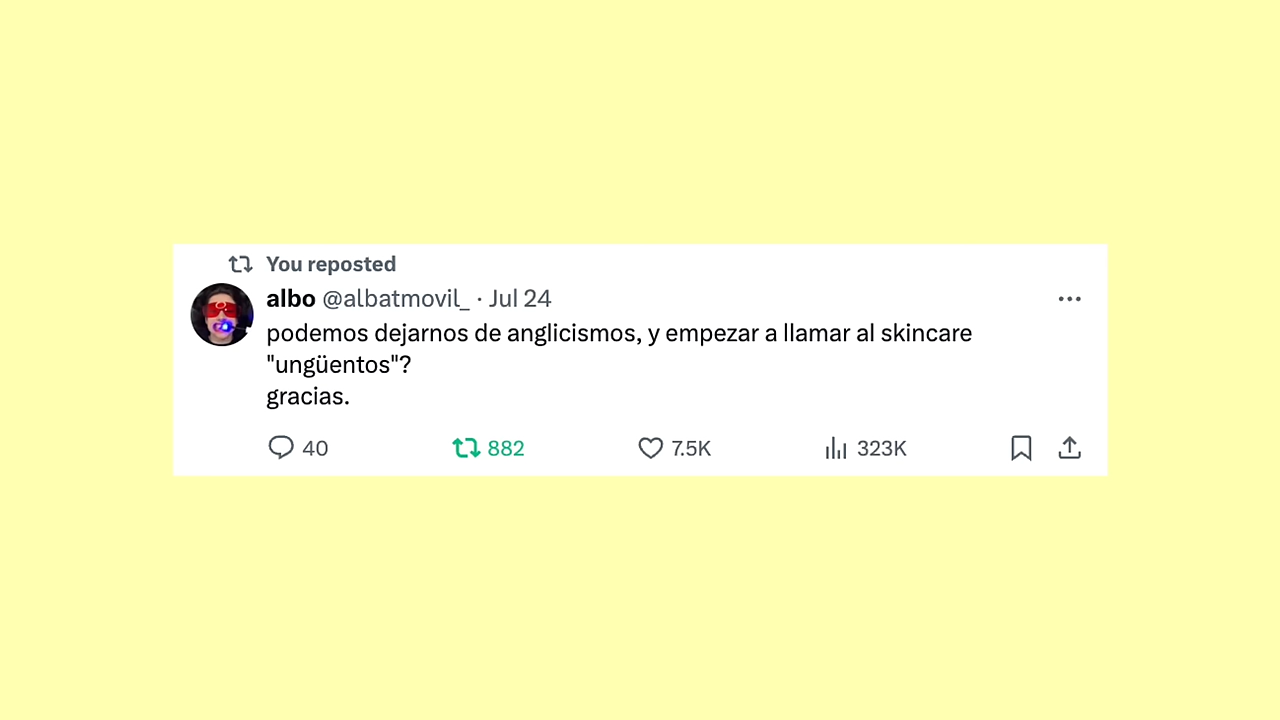 You reposted
albo @albatmovil_ · Jul 24
podemos dejarnos de anglicismos, y empezar a llamar al skincare
"ungüentos"?
gracias.
40 882 7.5K 323K